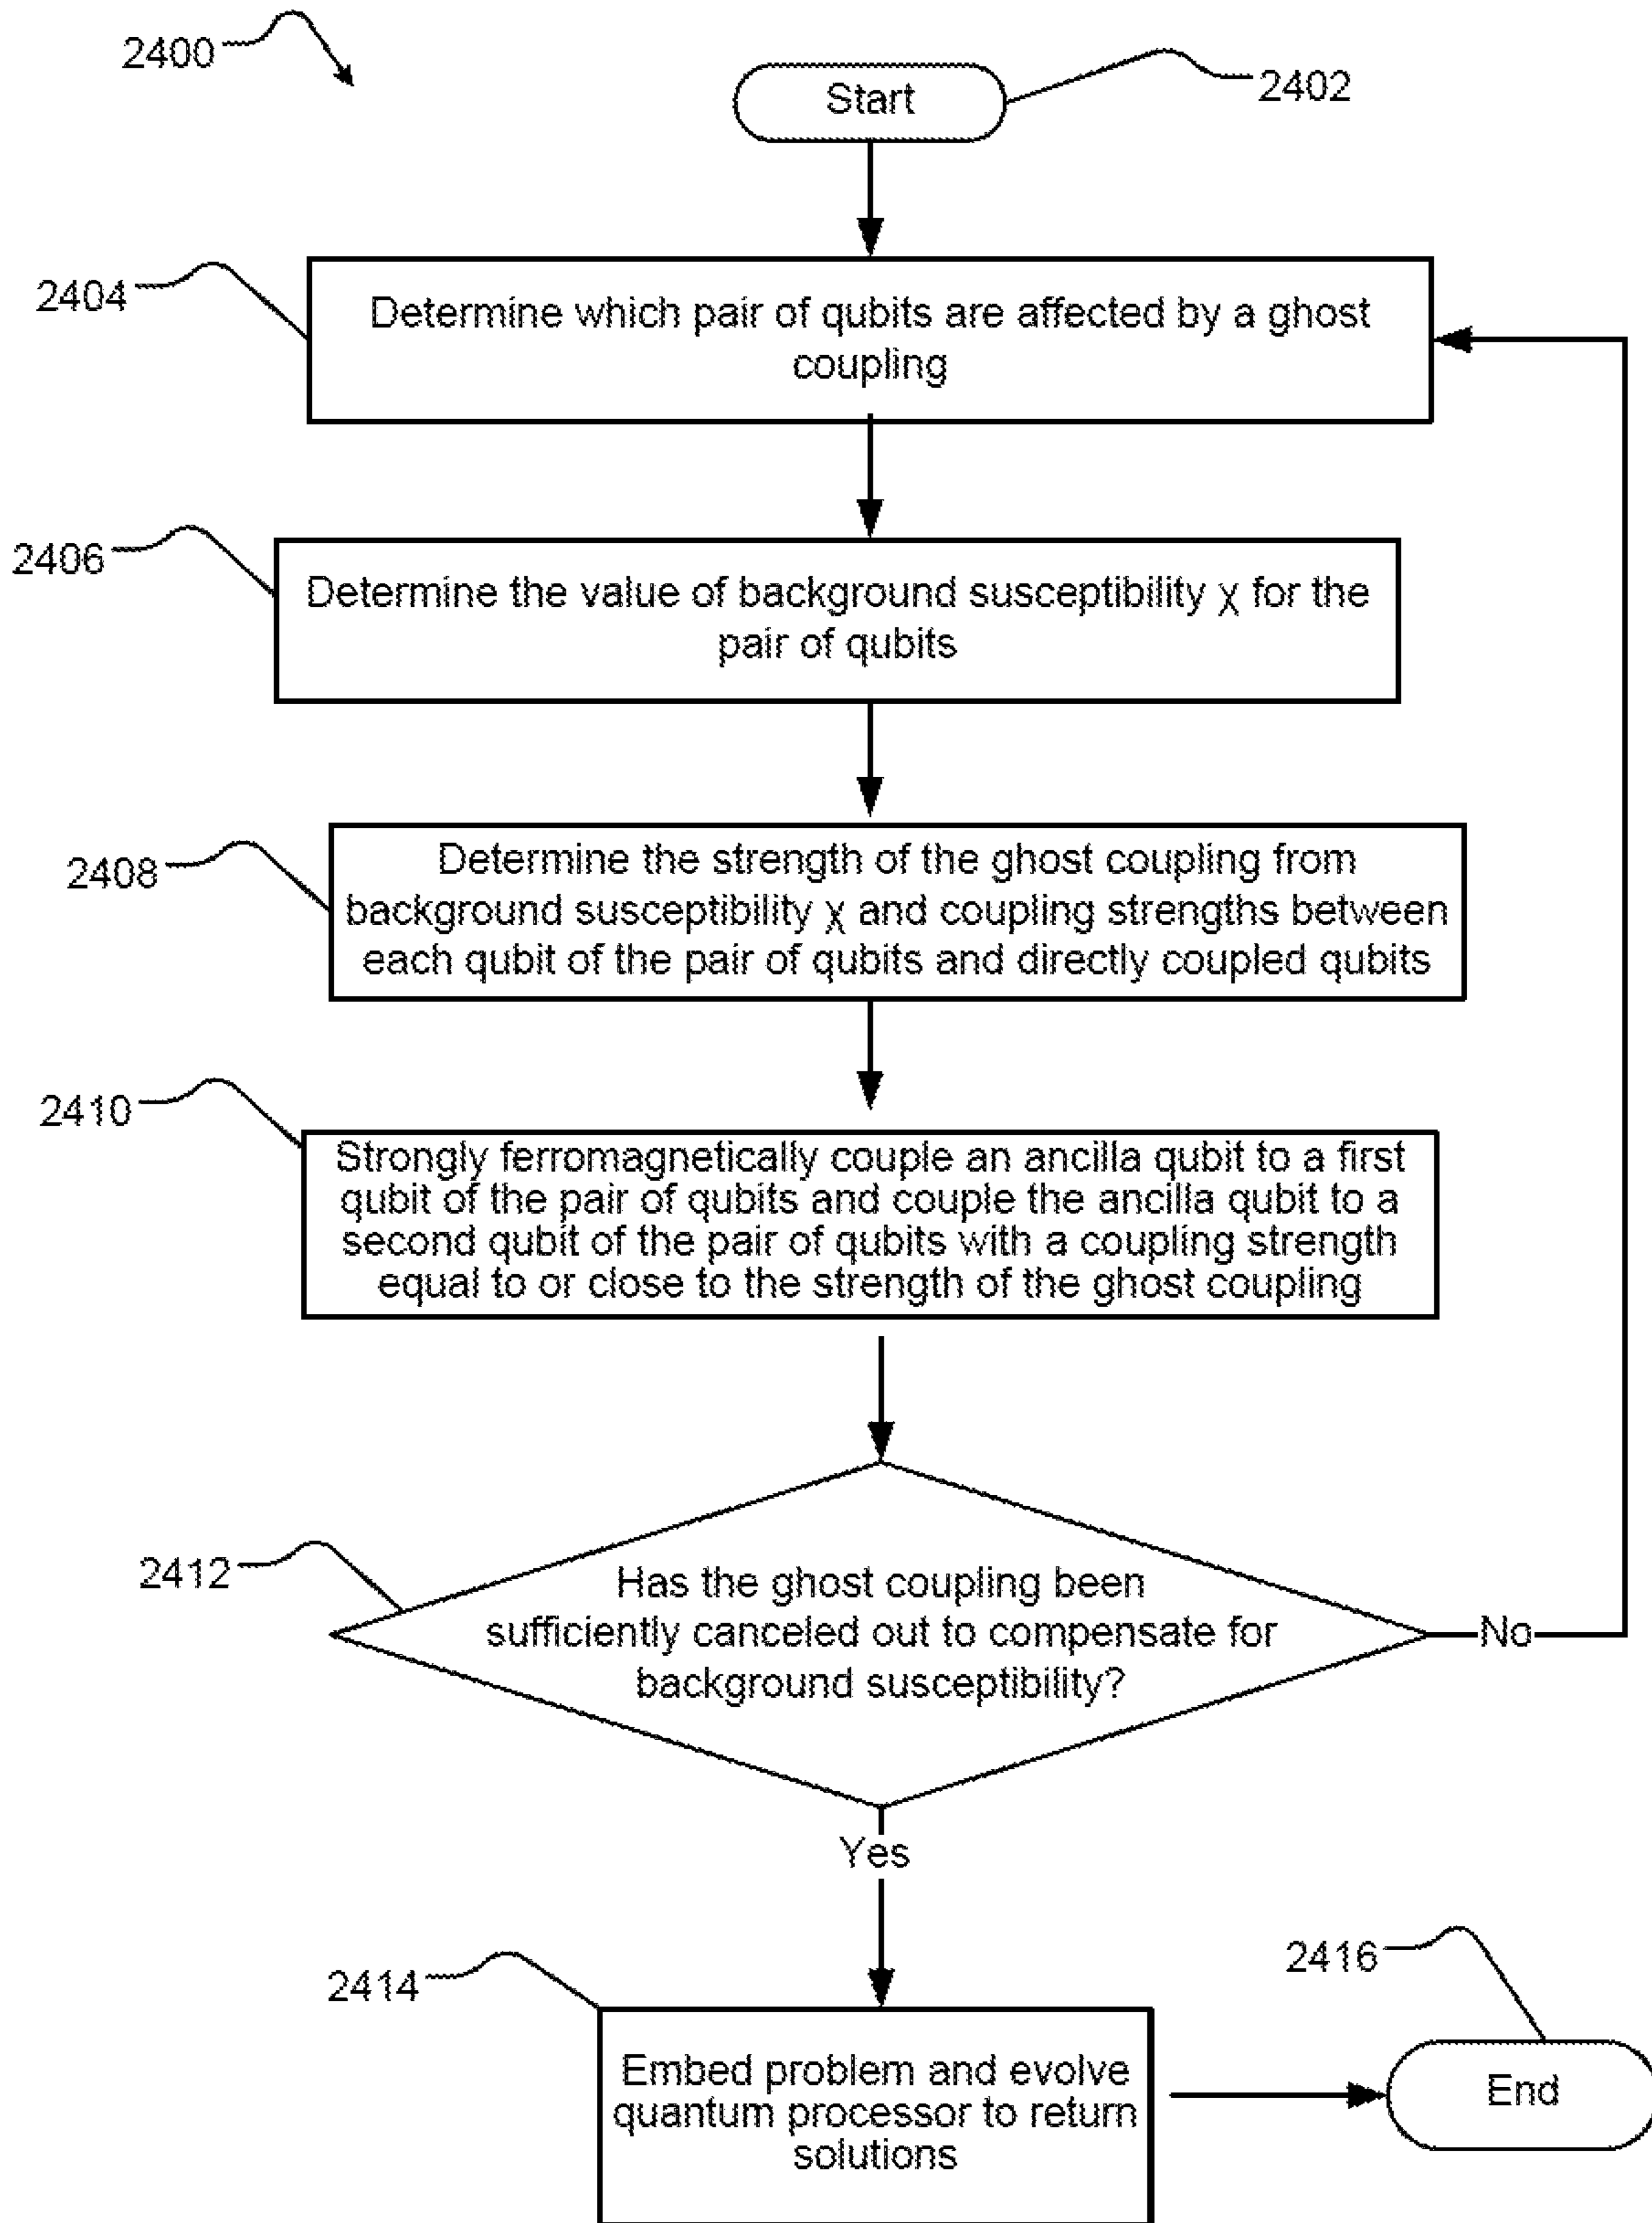 2400
Start
2402
2404
Determine which pair of qubits are affected by a ghost
coupling
2406
Determine the value of background susceptibility χ for the
pair of qubits
2408
Determine the strength of the ghost coupling from
background susceptibility χ and coupling strengths between
each qubit of the pair of qubits and directly coupled qubits
2410
Strongly ferromagnetically couple an ancilla qubit to a first
qubit of the pair of qubits and couple the ancilla qubit to a
second qubit of the pair of qubits with a coupling strength
equal to or close to the strength of the ghost coupling
2412
Has the ghost coupling been
sufficiently canceled out to compensate for
background susceptibility?
No
Yes
2414
Embed problem and evolve
quantum processor to return
solutions
2416
End